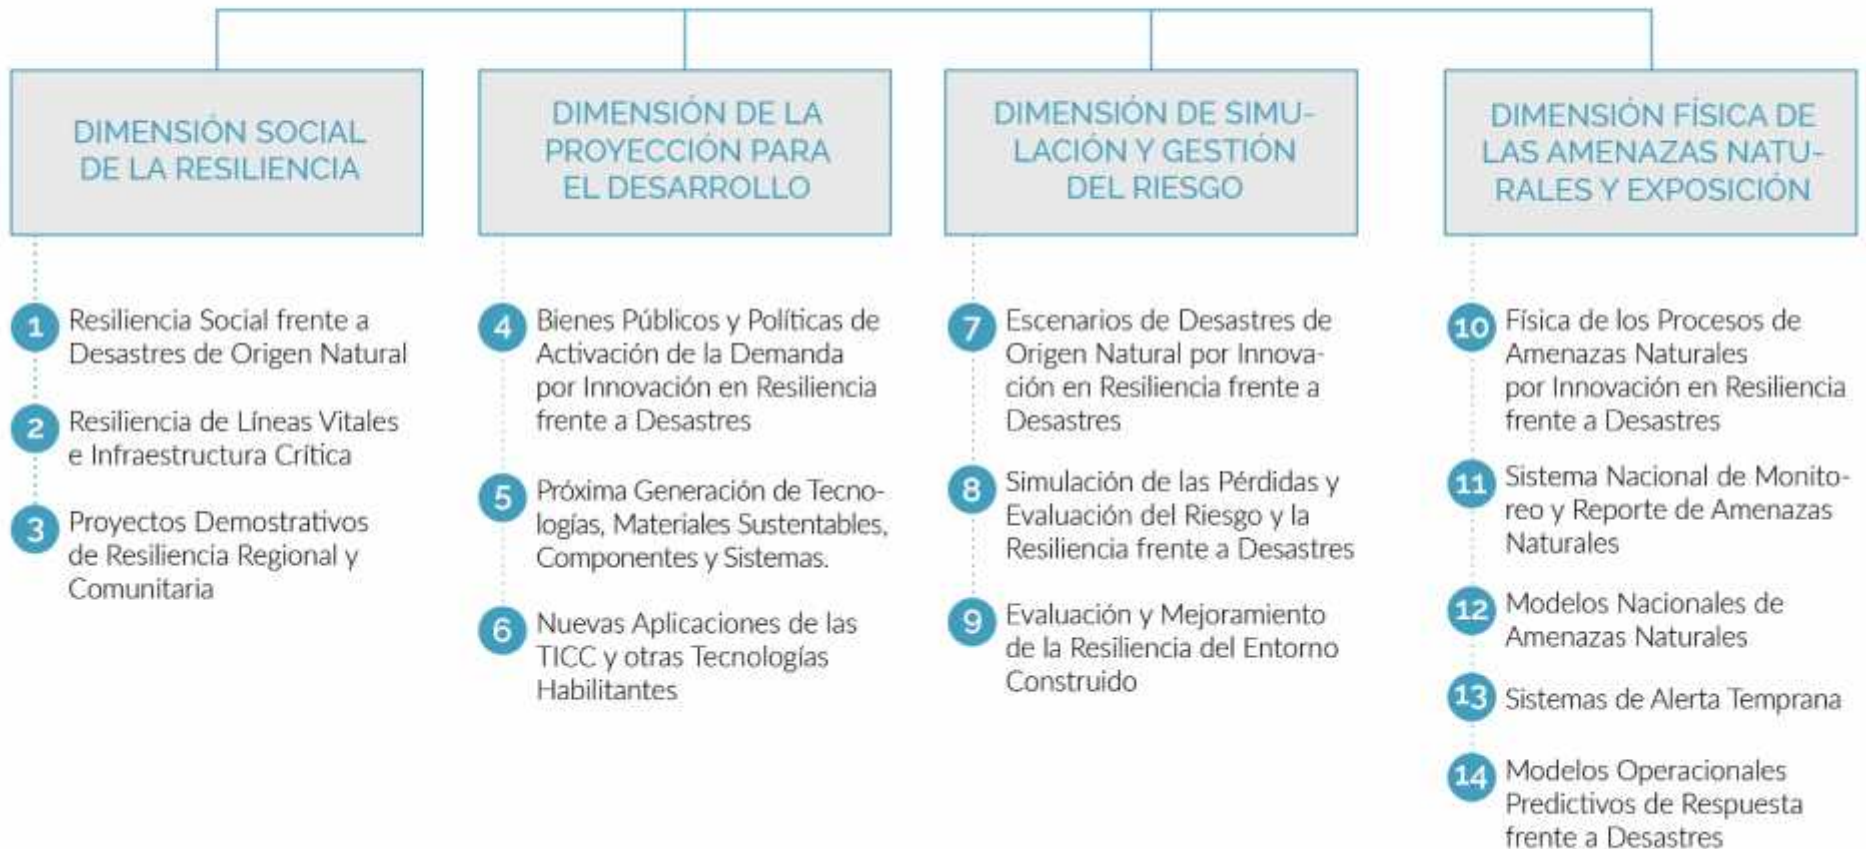 DIMENSIÓN SOCIAL
DE LA RESILIENCIA
1
Resiliencia Social frente a
Desastres de Origen Natural
2
Resiliencia de Líneas Vitales
e Infraestructura Crítica
3
Proyectos Demostrativos
de Resiliencia Regional y
Comunitaria
DIMENSIÓN DE LA
PROYECCIÓN PARA
EL DESARROLLO
4
Bienes Públicos y Políticas de
Activación de la Demanda
por Innovación en Resiliencia
frente a Desastres
5
Próxima Generación de Tecno-
logías, Materiales Sustentables,
Componentes y Sistemas.
6
Nuevas Aplicaciones de las
TICC y otras Tecnologías
Habilitantes
DIMENSIÓN DE SIMU-
LACIÓN Y GESTIÓN
DEL RIESGO
7
Escenarios de Desastres de
Origen Natural por Innova-
ción en Resiliencia frente a
Desastres
8
Simulación de las Pérdidas y
Evaluación del Riesgo y la
Resiliencia frente a Desastres
9
Evaluación y Mejoramiento
de la Resiliencia del Entorno
Construido
DIMENSIÓN FÍSICA DE
LAS AMENAZAS NATU-
RALES Y EXPOSICIÓN
10
Física de los Procesos de
Amenazas Naturales
por Innovación en Resiliencia
frente a Desastres
11
Sistema Nacional de Monito-
reo y Reporte de Amenazas
Naturales
12
Modelos Nacionales de
Amenazas Naturales
13
Sistemas de Alerta Temprana
14
Modelos Operacionales
Predictivos de Respuesta
frente a Desastres